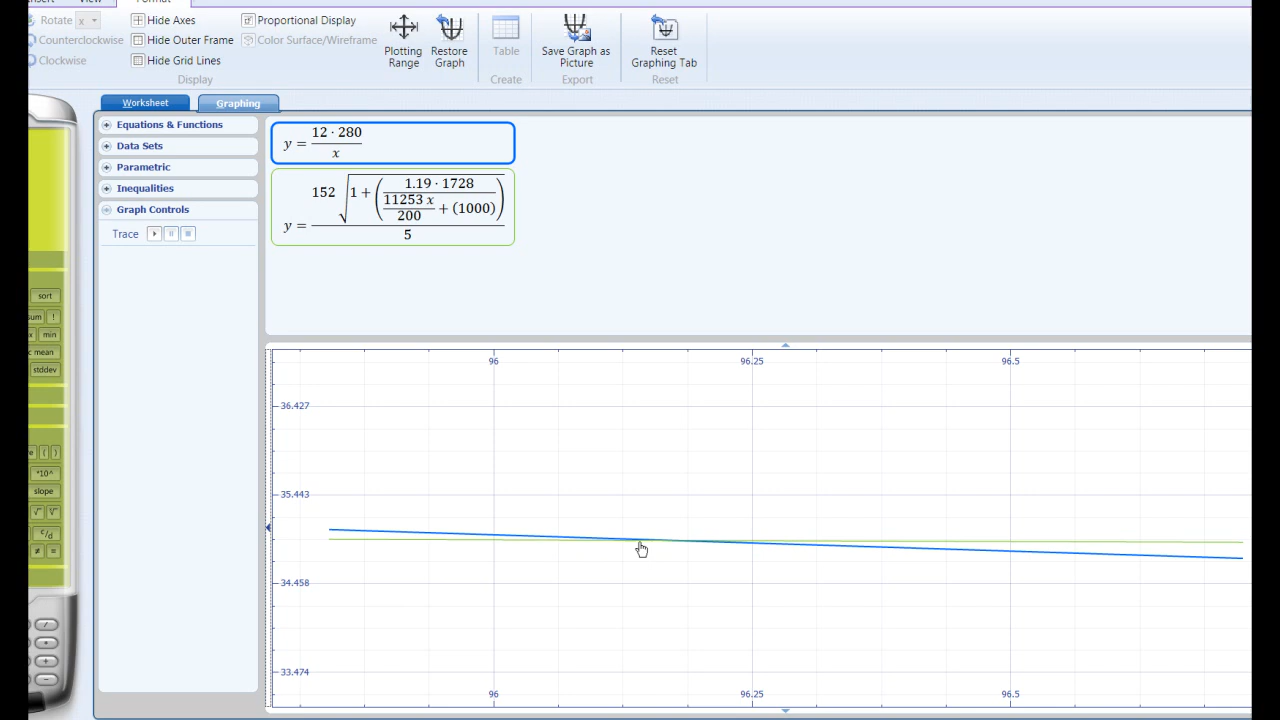 View
Format
Rotate x
Hide Axes
Proportional Display
Counterclockwise
Hide Outer Frame
Color Surface/Wireframe
Clockwise
Hide Grid Lines
Display
Plotting
Range
Restore
Graph
Table
Create
Save Graph as
Picture
Export
Reset
Graphing Tab
Reset
Worksheet
Graphing
Equations & Functions
Data Sets
Parametric
Inequalities
Graph Controls
Trace
y = (12 · 280)/x
y = (152 √(1 + ((1.19 · 1728)/((11253 x)/200 + (1000)))))/5
sort
sum !
x min
c mean
stddev
( )
*10^
slope
√ ∛
c/d
≠ =
/
*
+
−
96 96.25 96.5
36.427
35.443
34.458
33.474
96 96.25 96.5